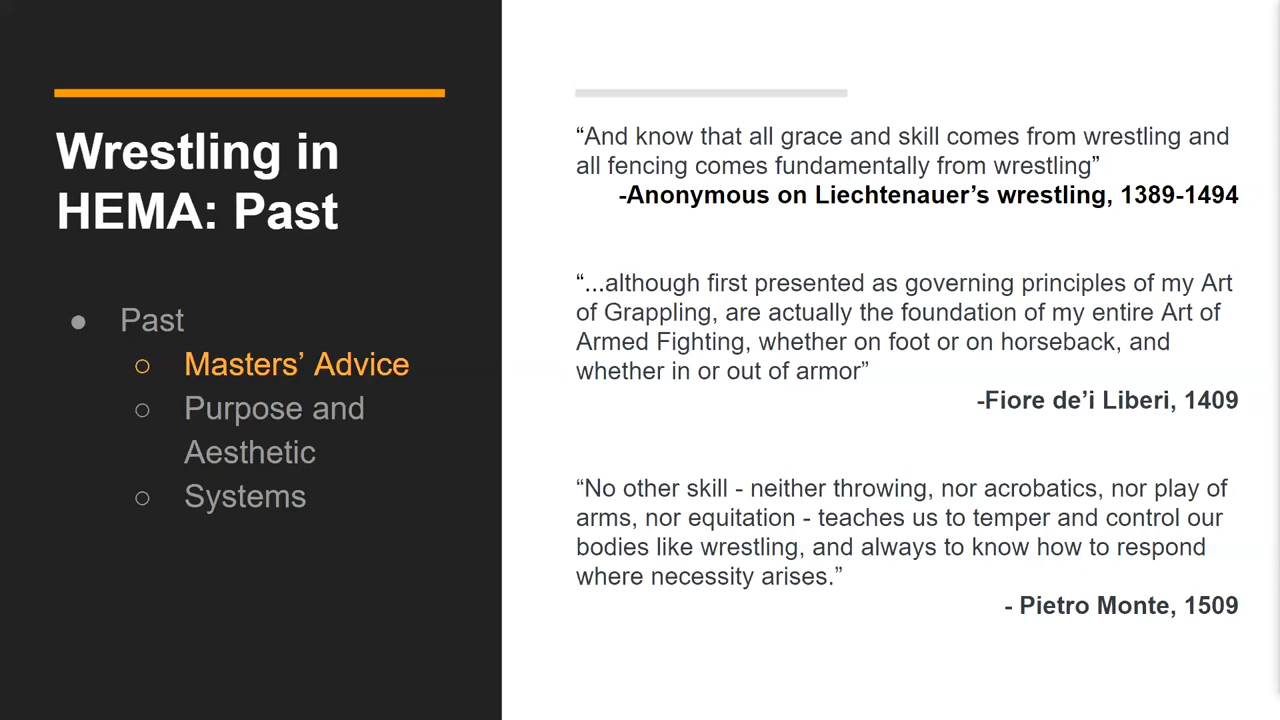 Wrestling in
HEMA: Past
● Past
○ Masters’ Advice
○ Purpose and
Aesthetic
○ Systems
“And know that all grace and skill comes from wrestling and
all fencing comes fundamentally from wrestling”
-Anonymous on Liechtenauer’s wrestling, 1389-1494
“...although first presented as governing principles of my Art
of Grappling, are actually the foundation of my entire Art of
Armed Fighting, whether on foot or on horseback, and
whether in or out of armor”
-Fiore de’i Liberi, 1409
“No other skill - neither throwing, nor acrobatics, nor play of
arms, nor equitation - teaches us to temper and control our
bodies like wrestling, and always to know how to respond
where necessity arises.”
- Pietro Monte, 1509